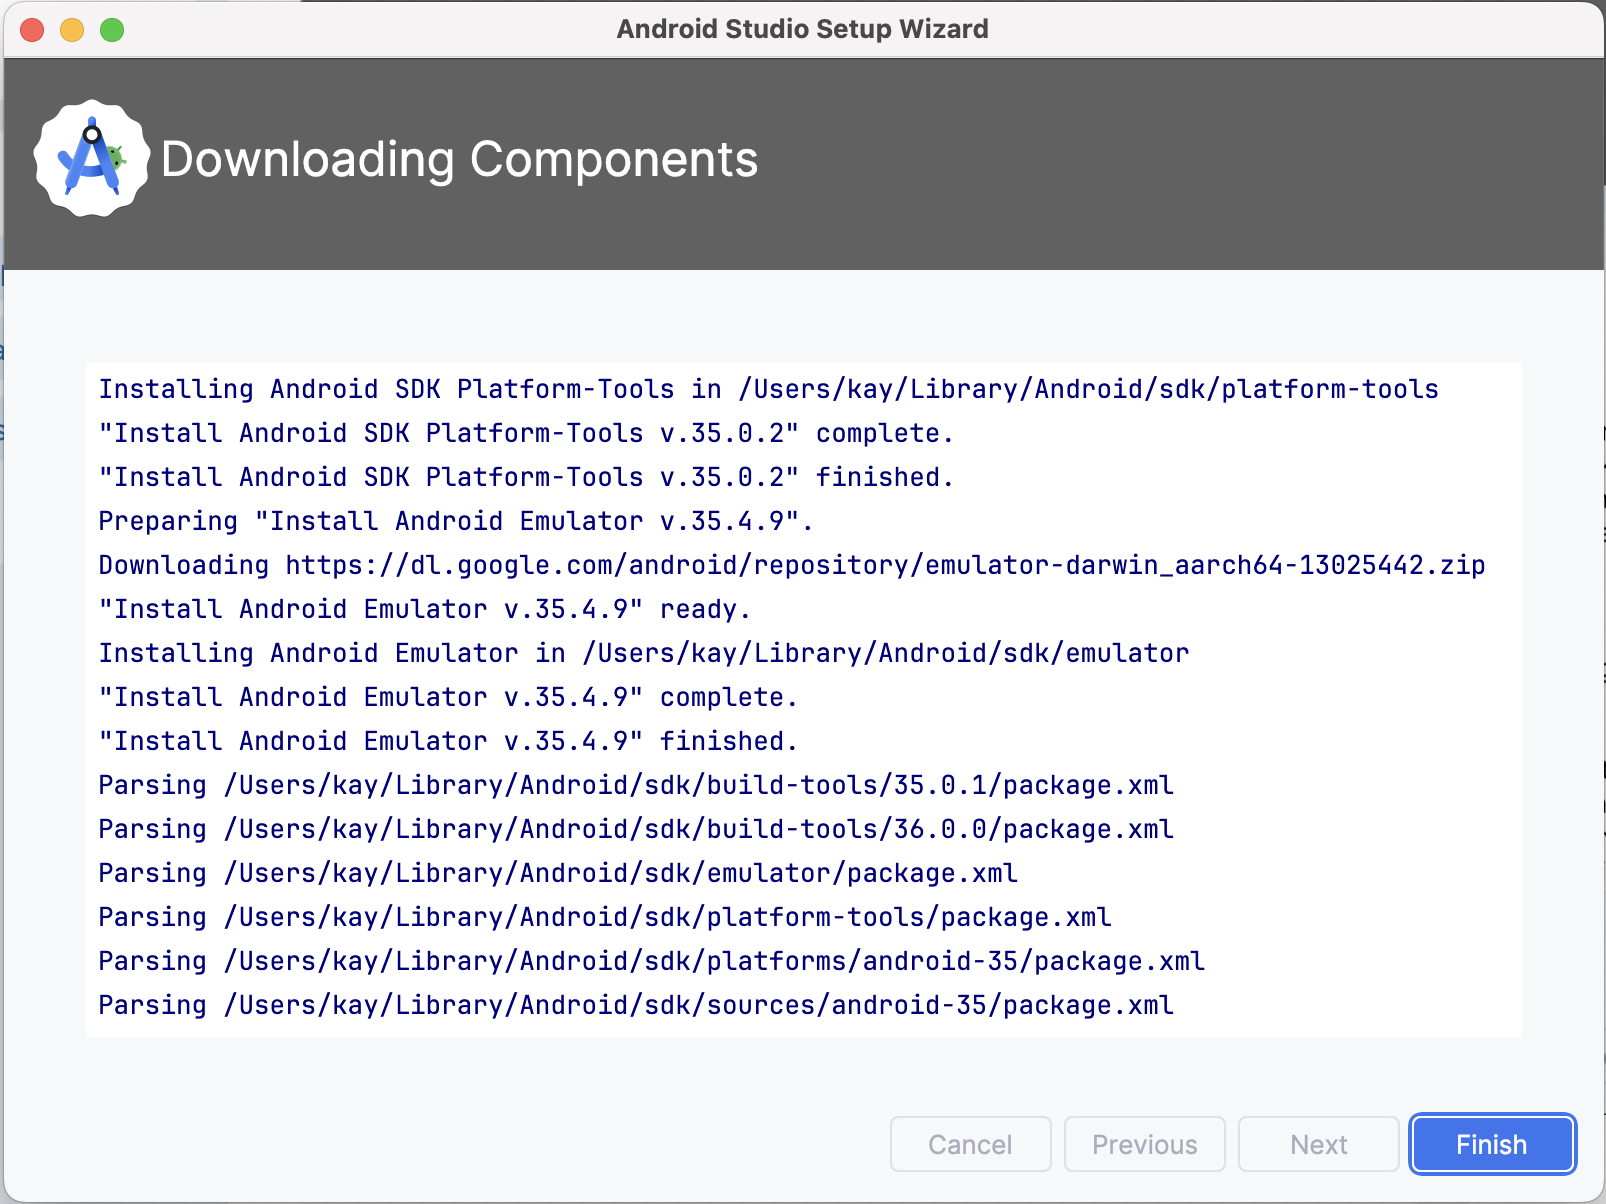 Android Studio Setup Wizard
Downloading Components
Installing Android SDK Platform-Tools in /Users/kay/Library/Android/sdk/platform-tools
"Install Android SDK Platform-Tools v.35.0.2" complete.
"Install Android SDK Platform-Tools v.35.0.2" finished.
Preparing "Install Android Emulator v.35.4.9".
Downloading https://dl.google.com/android/repository/emulator-darwin_aarch64-13025442.zip
"Install Android Emulator v.35.4.9" ready.
Installing Android Emulator in /Users/kay/Library/Android/sdk/emulator
"Install Android Emulator v.35.4.9" complete.
"Install Android Emulator v.35.4.9" finished.
Parsing /Users/kay/Library/Android/sdk/build-tools/35.0.1/package.xml
Parsing /Users/kay/Library/Android/sdk/build-tools/36.0.0/package.xml
Parsing /Users/kay/Library/Android/sdk/emulator/package.xml
Parsing /Users/kay/Library/Android/sdk/platform-tools/package.xml
Parsing /Users/kay/Library/Android/sdk/platforms/android-35/package.xml
Parsing /Users/kay/Library/Android/sdk/sources/android-35/package.xml
Cancel Previous Next Finish